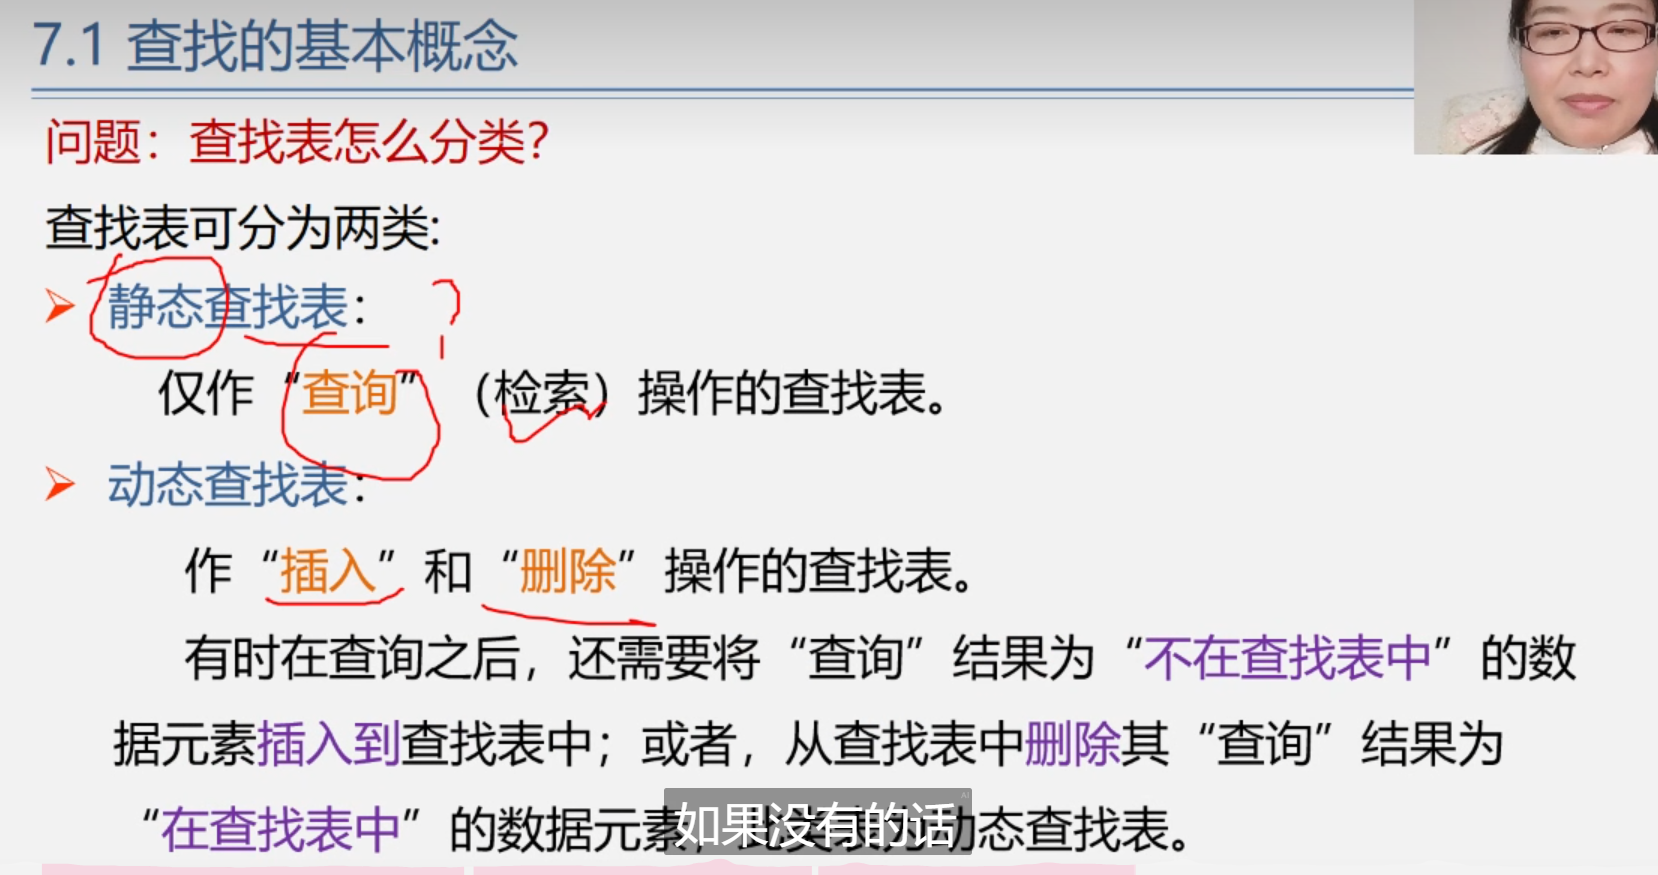 7.1 查找的基本概念
问题：查找表怎么分类？
查找表可分为两类:
静态查找表：
仅作“查询”（检索）操作的查找表。
动态查找表：
作“插入”和“删除”操作的查找表。
有时在查询之后，还需要将“查询”结果为“不在查找表中”的数
据元素插入到查找表中；或者，从查找表中删除其“查询”结果为
“在查找表中”的数据元素，动态查找表。
如果没有的话